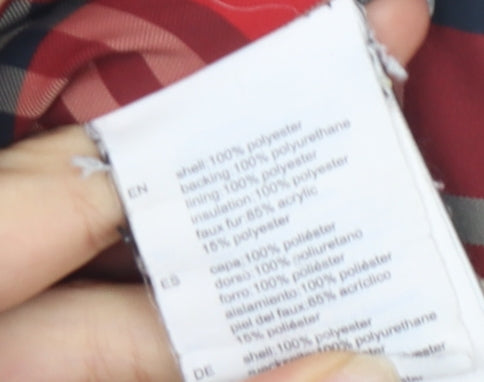 EN
shell:100% polyester
backing:100% polyurethane
lining:100% polyester
insulation:100% polyester
faux fur:85% acrylic
15% polyester
ES
capa:100% poliéster
dorso:100% poliuretano
forro:100% poliéster
aislamiento:100% poliéster
piel del faux:85% acrílico
15% poliéster
DE
shell:100% polyester
backing:100% polyurethane